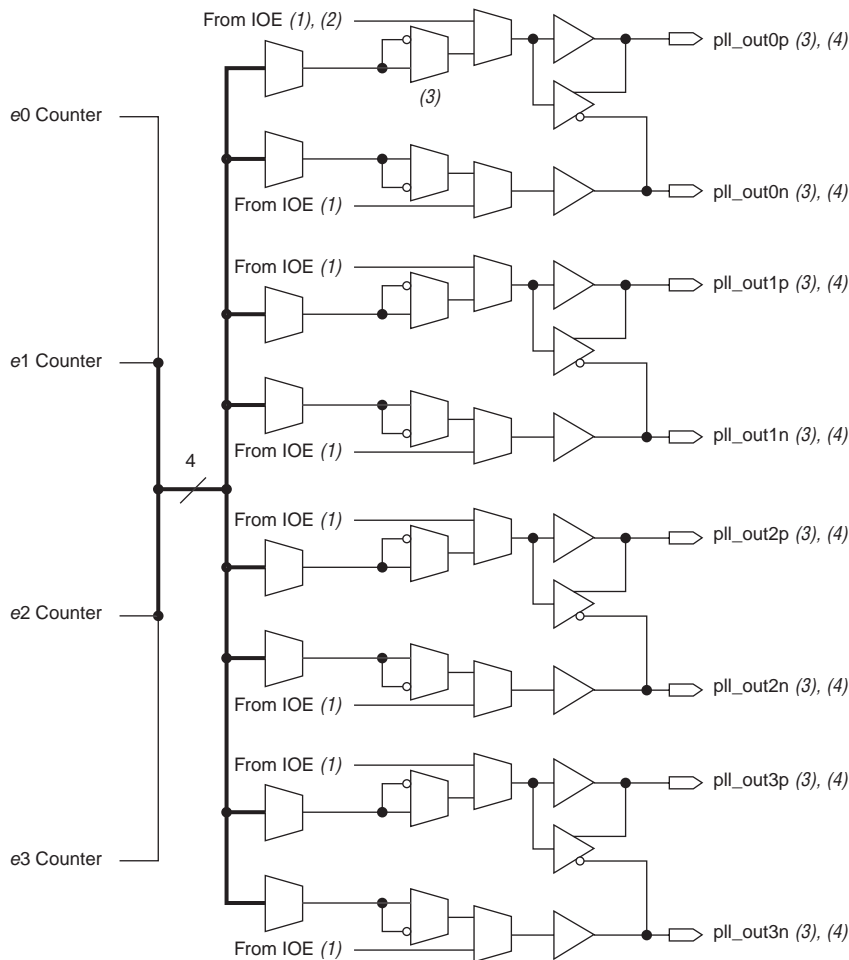 From IOE (1), (2)
pll_out0p (3), (4)
(3)
e0 Counter
pll_out0n (3), (4)
From IOE (1)
From IOE (1)
pll_out1p (3), (4)
e1 Counter
pll_out1n (3), (4)
From IOE (1)
4
From IOE (1)
pll_out2p (3), (4)
e2 Counter
pll_out2n (3), (4)
From IOE (1)
From IOE (1)
pll_out3p (3), (4)
e3 Counter
pll_out3n (3), (4)
From IOE (1)